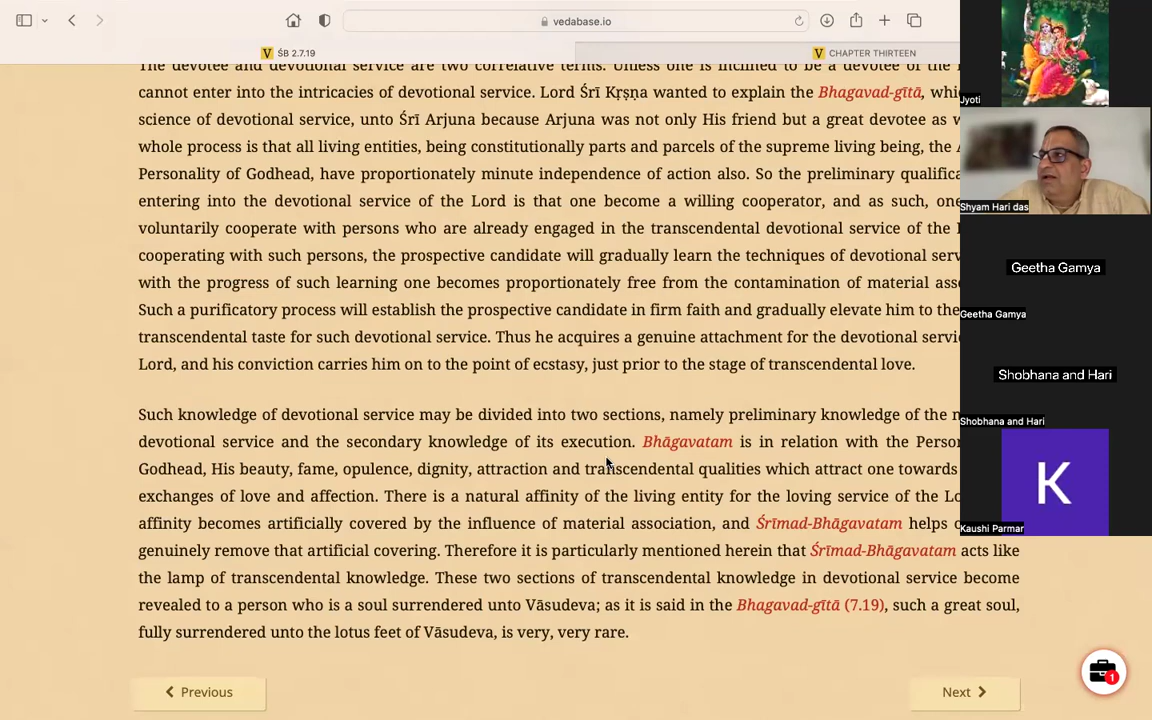 vedabase.io
V ŚB 2.7.19
V CHAPTER THIRTEEN
The devotee and devotional service are two correlative terms. Unless one is inclined to be a devotee of the
cannot enter into the intricacies of devotional service. Lord Śrī Kṛṣṇa wanted to explain the Bhagavad-gītā,
science of devotional service, unto Śrī Arjuna because Arjuna was not only His friend but a great devotee as
whole process is that all living entities, being constitutionally parts and parcels of the supreme living being, the
Personality of Godhead, have proportionately minute independence of action also. So the preliminary
entering into the devotional service of the Lord is that one become a willing cooperator, and as such, one
voluntarily cooperate with persons who are already engaged in the transcendental devotional service of the
cooperating with such persons, the prospective candidate will gradually learn the techniques of devotional
with the progress of such learning one becomes proportionately free from the contamination of material
Such a purificatory process will establish the prospective candidate in firm faith and gradually elevate him to the
transcendental taste for such devotional service. Thus he acquires a genuine attachment for the devotional
Lord, and his conviction carries him on to the point of ecstasy, just prior to the stage of transcendental love.
Such knowledge of devotional service may be divided into two sections, namely preliminary knowledge of the
devotional service and the secondary knowledge of its execution. Bhāgavatam is in relation with the
Godhead, His beauty, fame, opulence, dignity, attraction and transcendental qualities which attract one towards
exchanges of love and affection. There is a natural affinity of the living entity for the loving service of the
affinity becomes artificially covered by the influence of material association, and Śrīmad-Bhāgavatam helps
genuinely remove that artificial covering. Therefore it is particularly mentioned herein that Śrīmad-Bhāgavatam acts like
the lamp of transcendental knowledge. These two sections of transcendental knowledge in devotional service become
revealed to a person who is a soul surrendered unto Vāsudeva; as it is said in the Bhagavad-gītā (7.19), such a great soul,
fully surrendered unto the lotus feet of Vāsudeva, is very, very rare.
Previous
Next
1
Jyoti
Shyam Hari das
Geetha Gamya
Geetha Gamya
Shobhana and Hari
Shobhana and Hari
K
Kaushi Parmar